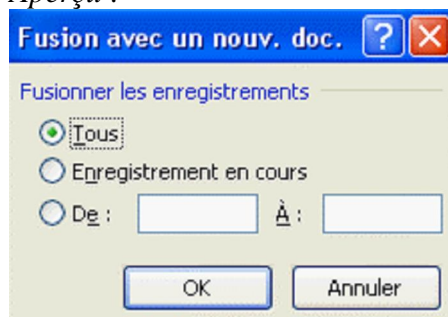 Aperçu :
Fusion avec un nouv. doc.
Fusionner les enregistrements
Tous
Enregistrement en cours
De : À :
OK Annuler